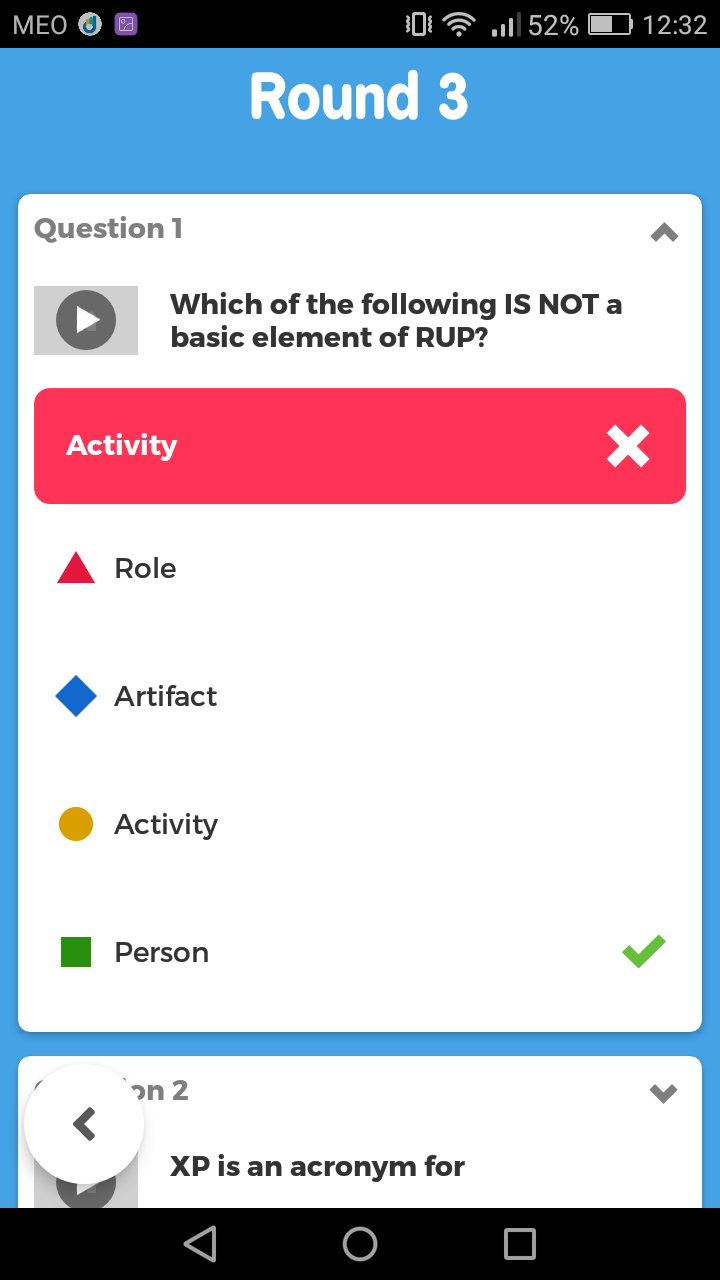 MEO 52% 12:32
Round 3
Question 1
Which of the following IS NOT a
basic element of RUP?
Activity
Role
Artifact
Activity
Person
on 2
XP is an acronym for